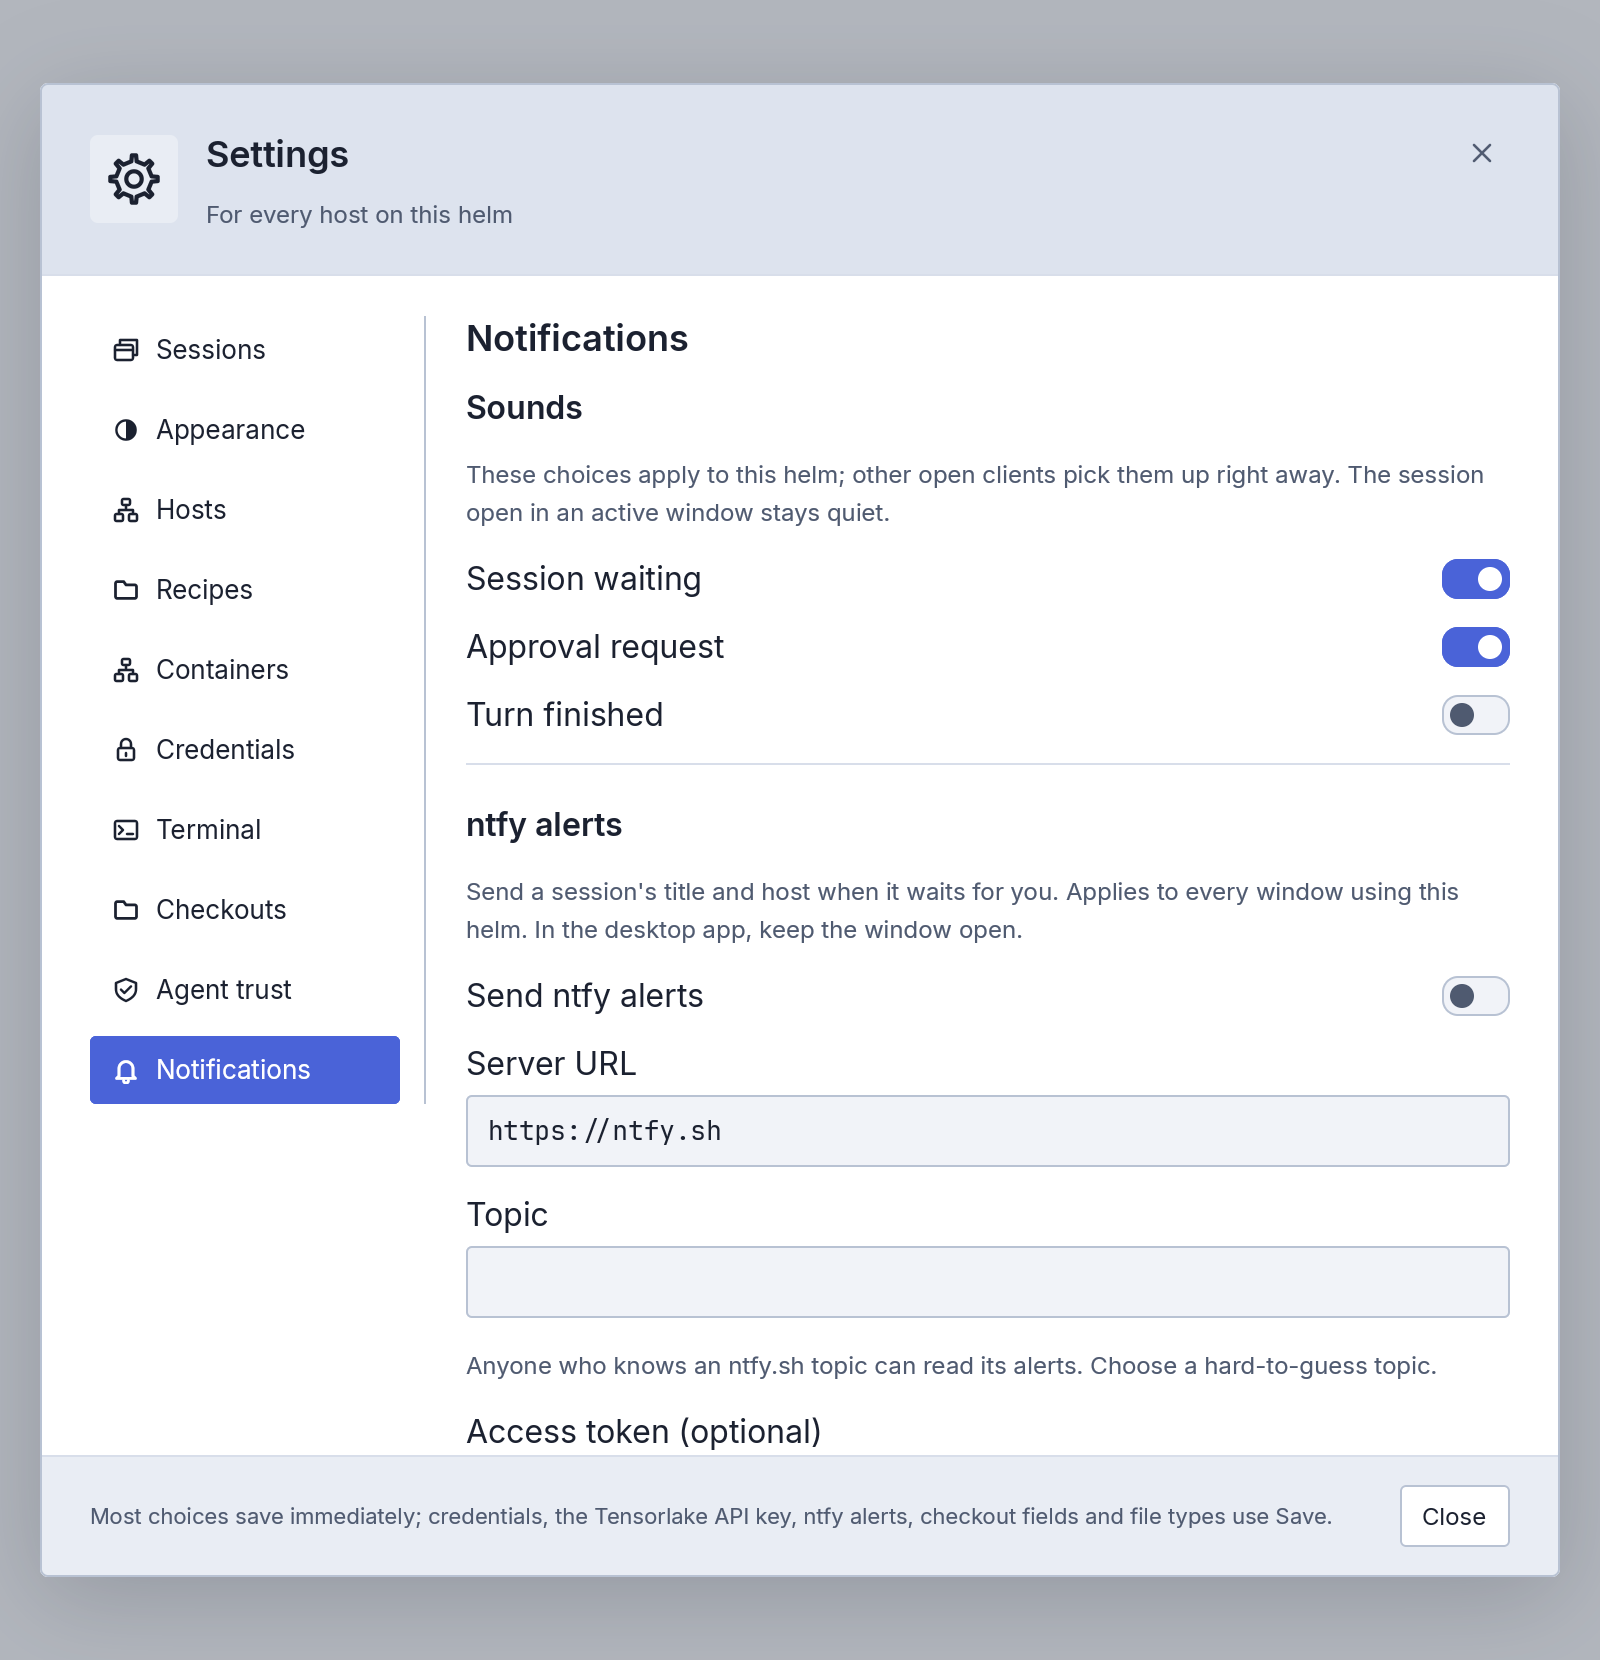 Settings
For every host on this helm
Sessions
Appearance
Hosts
Recipes
Containers
Credentials
Terminal
Checkouts
Agent trust
Notifications
Notifications
Sounds
These choices apply to this helm; other open clients pick them up right away. The session
open in an active window stays quiet.
Session waiting
Approval request
Turn finished
ntfy alerts
Send a session's title and host when it waits for you. Applies to every window using this
helm. In the desktop app, keep the window open.
Send ntfy alerts
Server URL
https://ntfy.sh
Topic
Anyone who knows an ntfy.sh topic can read its alerts. Choose a hard-to-guess topic.
Access token (optional)
Most choices save immediately; credentials, the Tensorlake API key, ntfy alerts, checkout fields and file types use Save.
Close